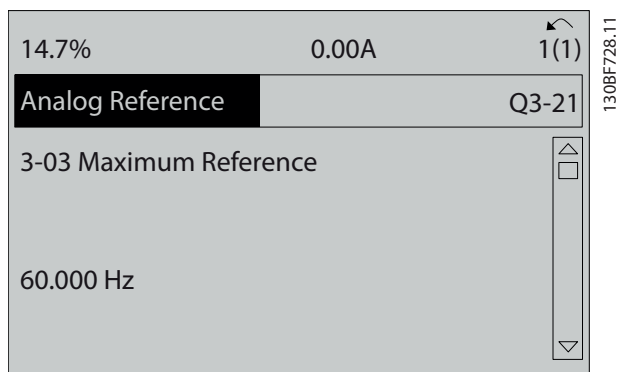 14.7% 0.00A 1(1)
Analog Reference Q3-21
3-03 Maximum Reference
60.000 Hz
130BF728.11